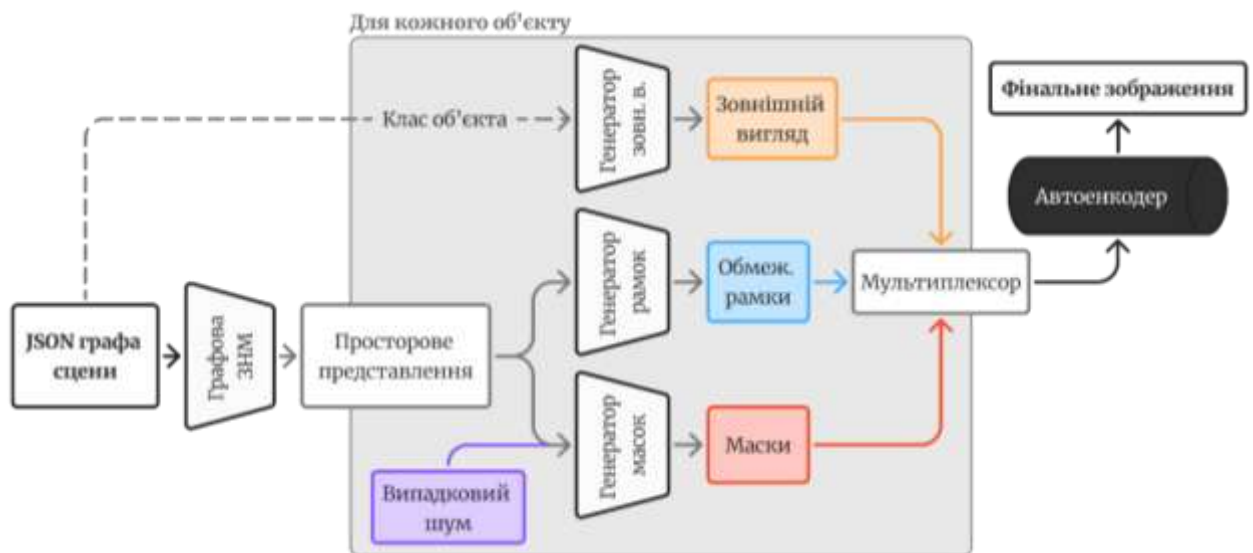 Для кожного об'єкту
Клас об'єкта
Генератор
зовн. в.
Зовнішній
вигляд
Фінальне зображення
Автоенкодер
Генератор
рамок
Обмеж.
рамки
Мультиплексор
JSON графа
сцени
Графова
ЗНМ
Просторове
представлення
Генератор
масок
Маски
Випадковий
шум